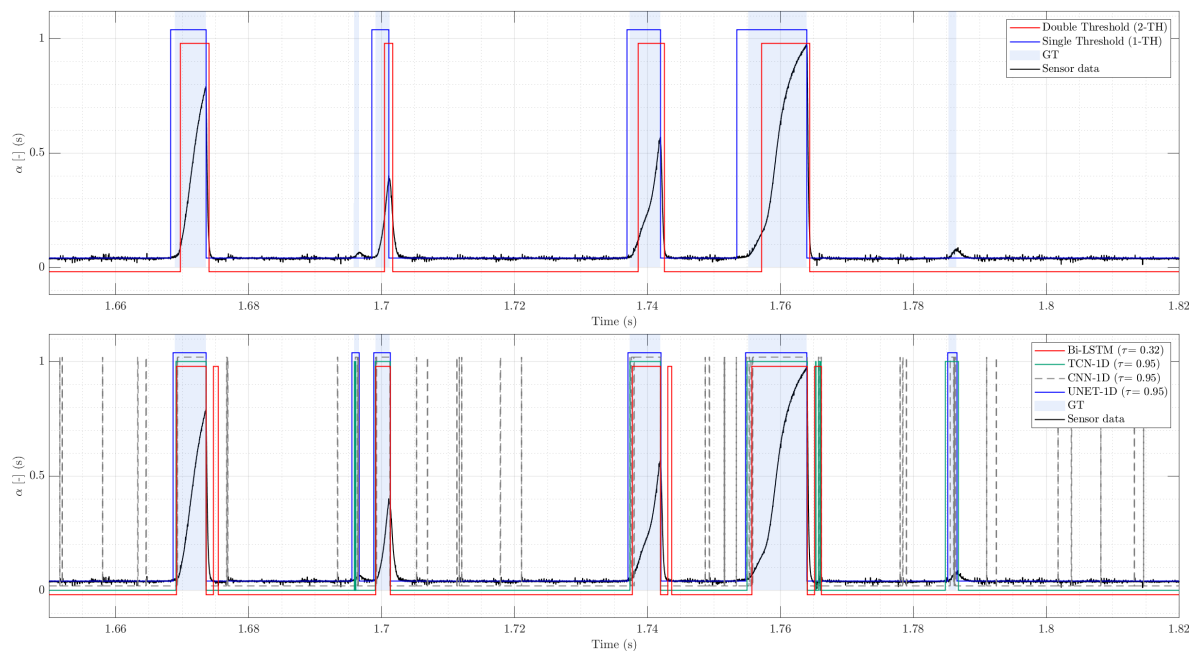 Double Threshold (2-TH)
Single Threshold (1-TH)
GT
Sensor data
α [-] (s)
1
0.5
0
1.66 1.68 1.7 1.72 1.74 1.76 1.78 1.8 1.82
Time (s)
Bi-LSTM (τ = 0.32)
TCN-1D (τ = 0.95)
CNN-1D (τ = 0.95)
UNET-1D (τ = 0.95)
GT
Sensor data
α [-] (s)
1
0.5
0
1.66 1.68 1.7 1.72 1.74 1.76 1.78 1.8 1.82
Time (s)